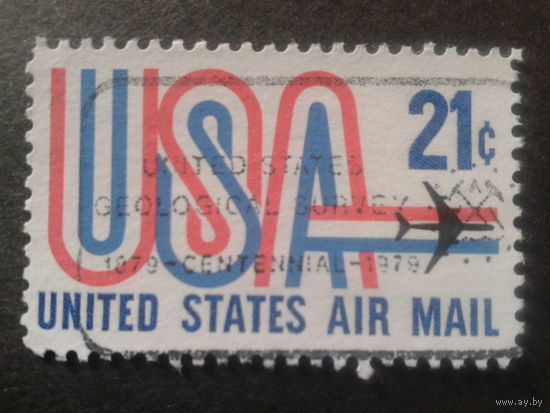 USA
21¢
UNITED STATES
GEOLOGICAL SURVEY
1879-CENTENNIAL-1979
UNITED STATES AIR MAIL
www.ay.by